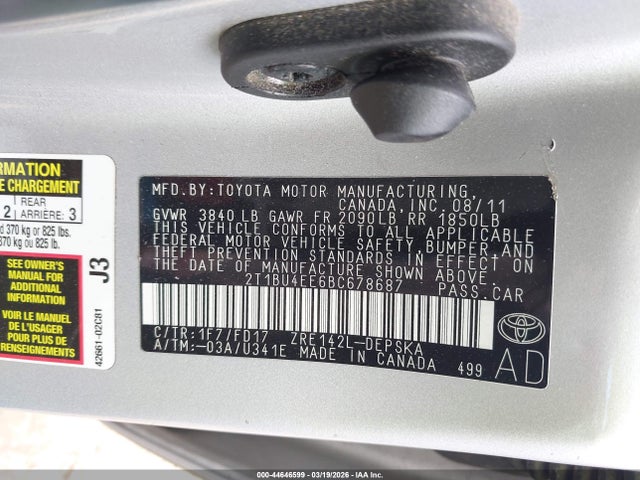 MFD.BY:TOYOTA MOTOR MANUFACTURING,
CANADA,INC. 08/11
GVWR 3840 LB GAWR FR 2090LB RR 1850LB
THIS VEHICLE CONFORMS TO ALL APPLICABLE
FEDERAL MOTOR VEHICLE SAFETY, BUMPER, AND
THEFT PREVENTION STANDARDS IN EFFECT ON
THE DATE OF MANUFACTURE SHOWN ABOVE.
2T1BU4EE6BC678687 PASS.CAR
C/TR:1F7/FD17 ZRE142L-DEPSKA
A/TM:-03A/U341E MADE IN CANADA 499
AD
RMATION
E CHARGEMENT
2 REAR
ARRIÈRE: 3
d 370 kg or 825 lbs.
370 kg ou 825 lb.
SEE OWNER'S
MANUAL FOR
ADDITIONAL
INFORMATION
VOIR LE MANUEL
DE L'USAGER
POUR PLUS DE
RENSEIGNEMENTS
J3
42661-02C81
000-44646599 | 03/19/2026 | IAA Inc.